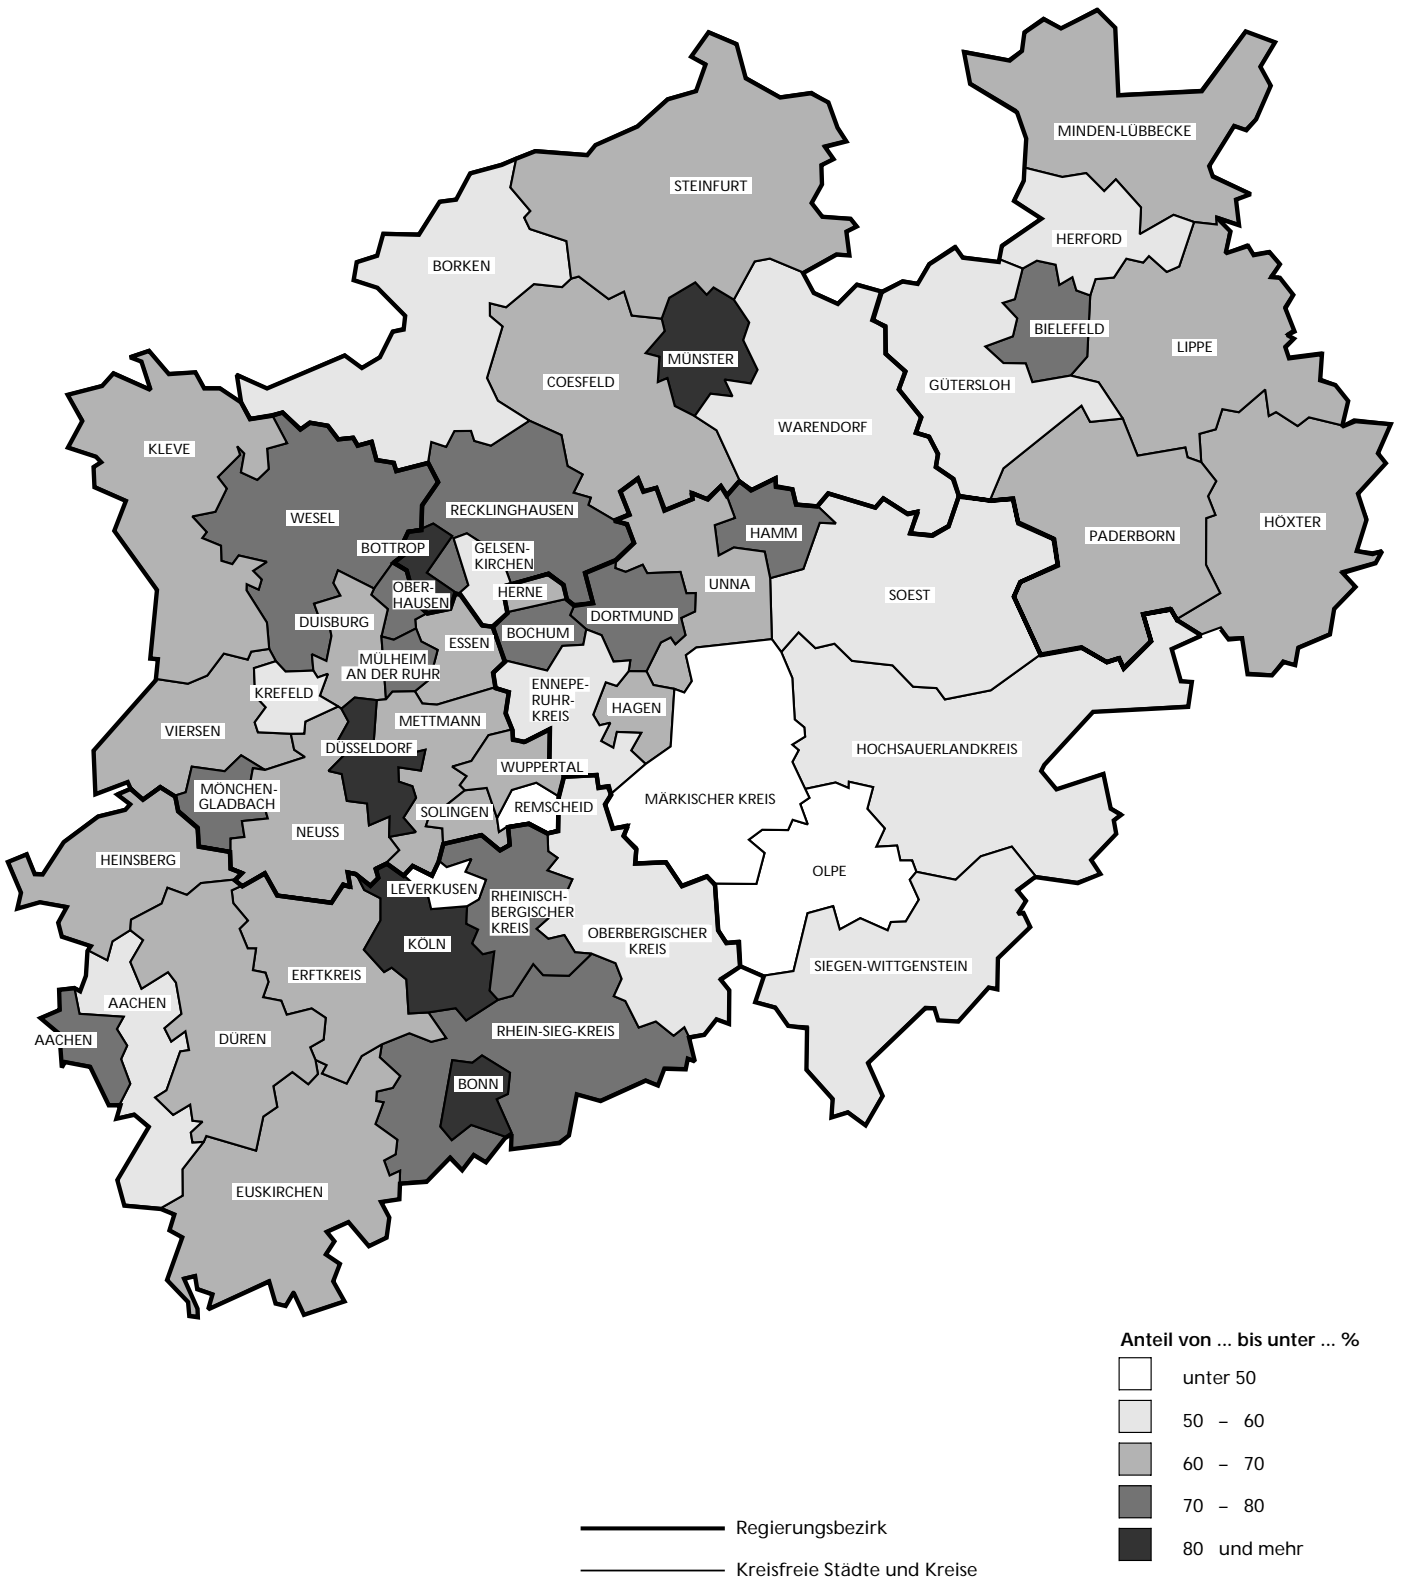 MINDEN-LÜBBECKE
STEINFURT
HERFORD
BORKEN
BIELEFELD
LIPPE
MÜNSTER
COESFELD
GÜTERSLOH
WARENDORF
KLEVE
RECKLINGHAUSEN
WESEL
HÖXTER
HAMM
PADERBORN
BOTTROP
GELSEN-
KIRCHEN
UNNA
OBER-
HAUSEN
HERNE
SOEST
DORTMUND
DUISBURG
BOCHUM
ESSEN
MÜLHEIM
AN DER RUHR
KREFELD
ENNEPE-
RUHR-
KREIS
HAGEN
METTMANN
VIERSEN
DÜSSELDORF
HOCHSAUERLANDKREIS
WUPPERTAL
MÖNCHEN-
GLADBACH
MÄRKISCHER KREIS
REMSCHEID
SOLINGEN
NEUSS
HEINSBERG
OLPE
LEVERKUSEN
RHEINISCH-
BERGISCHER
KREIS
OBERBERGISCHER
KREIS
KÖLN
SIEGEN-WITTGENSTEIN
ERFTKREIS
AACHEN
RHEIN-SIEG-KREIS
AACHEN
DÜREN
BONN
EUSKIRCHEN
Anteil von ... bis unter ... %
unter 50
50 – 60
60 – 70
70 – 80
80 und mehr
Regierungsbezirk
Kreisfreie Städte und Kreise